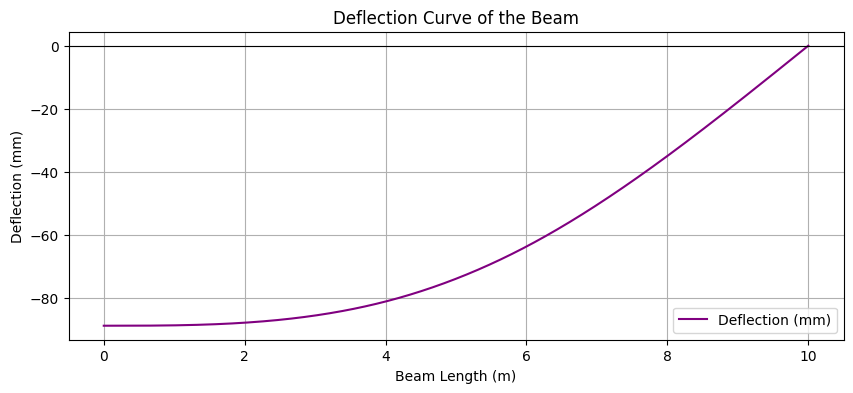 Deflection Curve of the Beam
Deflection (mm)
0
−20
−40
−60
−80
Deflection (mm)
0 2 4 6 8 10
Beam Length (m)